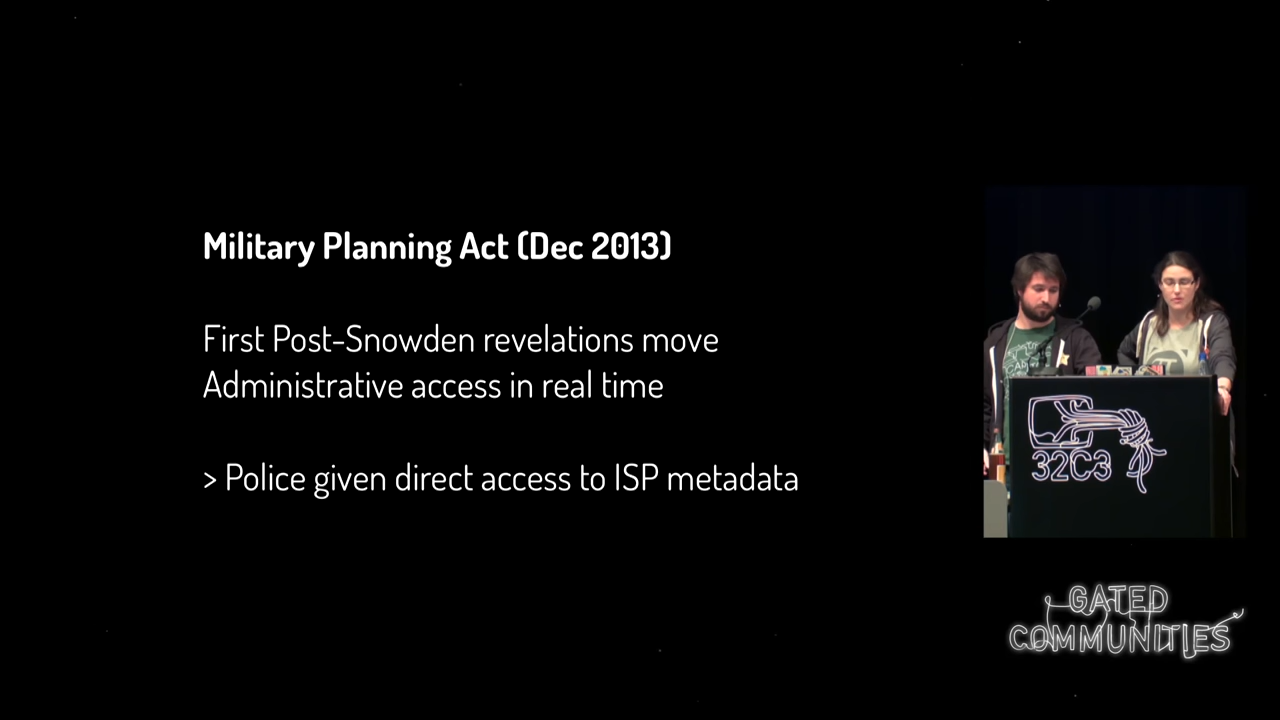 Military Planning Act (Dec 2013)
First Post-Snowden revelations move
Administrative access in real time
> Police given direct access to ISP metadata
32C3
GATED
COMMUNITIES